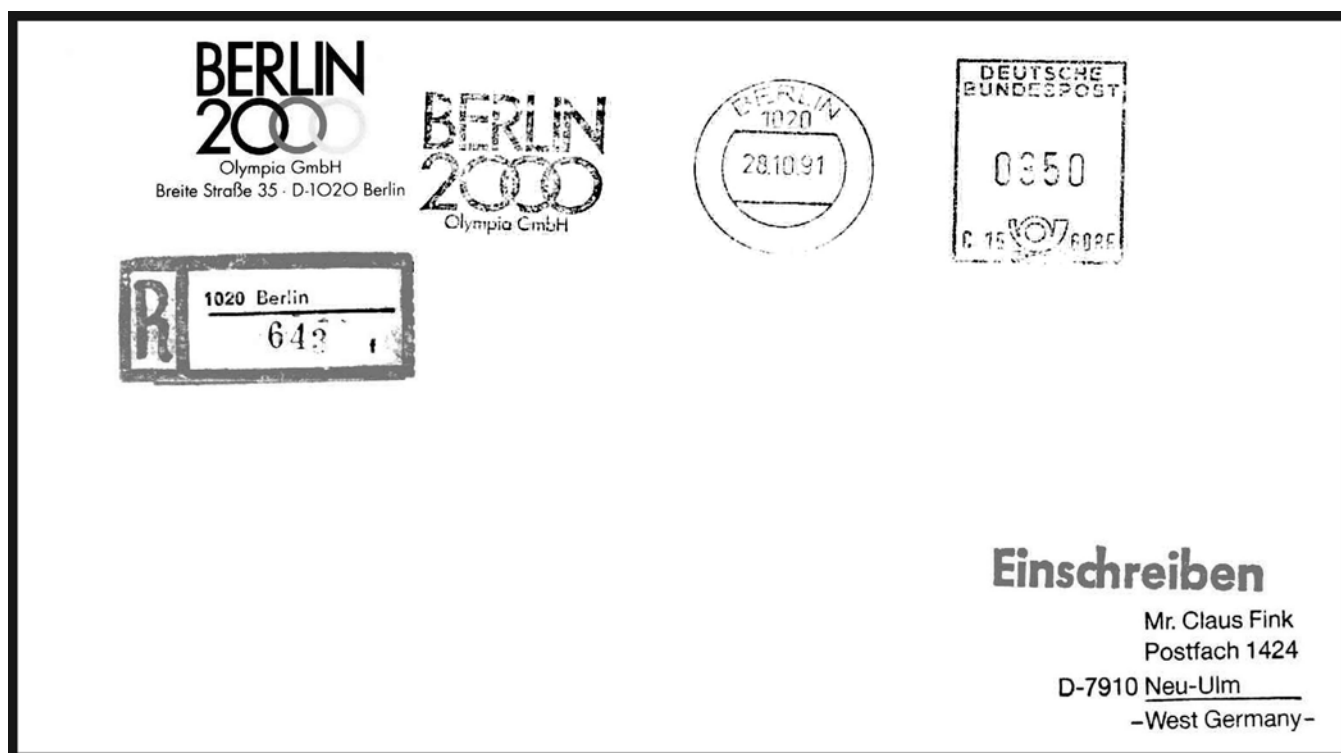 BERLIN
2000
Olympia GmbH
Breite Straße 35 · D-1020 Berlin
BERLIN
2000
Olympia GmbH
BERLIN
1020
28.10.91
DEUTSCHE
BUNDESPOST
0350
R
1020 Berlin
643 f
Einschreiben
Mr. Claus Fink
Postfach 1424
D-7910 Neu-Ulm
-West Germany-